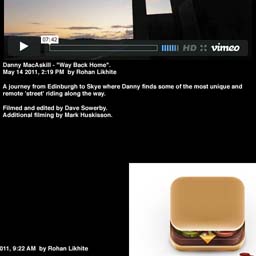 07:42
HD
vimeo
Danny MacAskill - "Way Back Home".
May 14 2011, 2:19 PM by Rohan Likhite
A journey from Edinburgh to Skye where Danny finds some of the most unique and
remote 'street' riding along the way.
Filmed and edited by Dave Sowerby.
Additional filming by Mark Huskisson.
011, 9:22 AM by Rohan Likhite